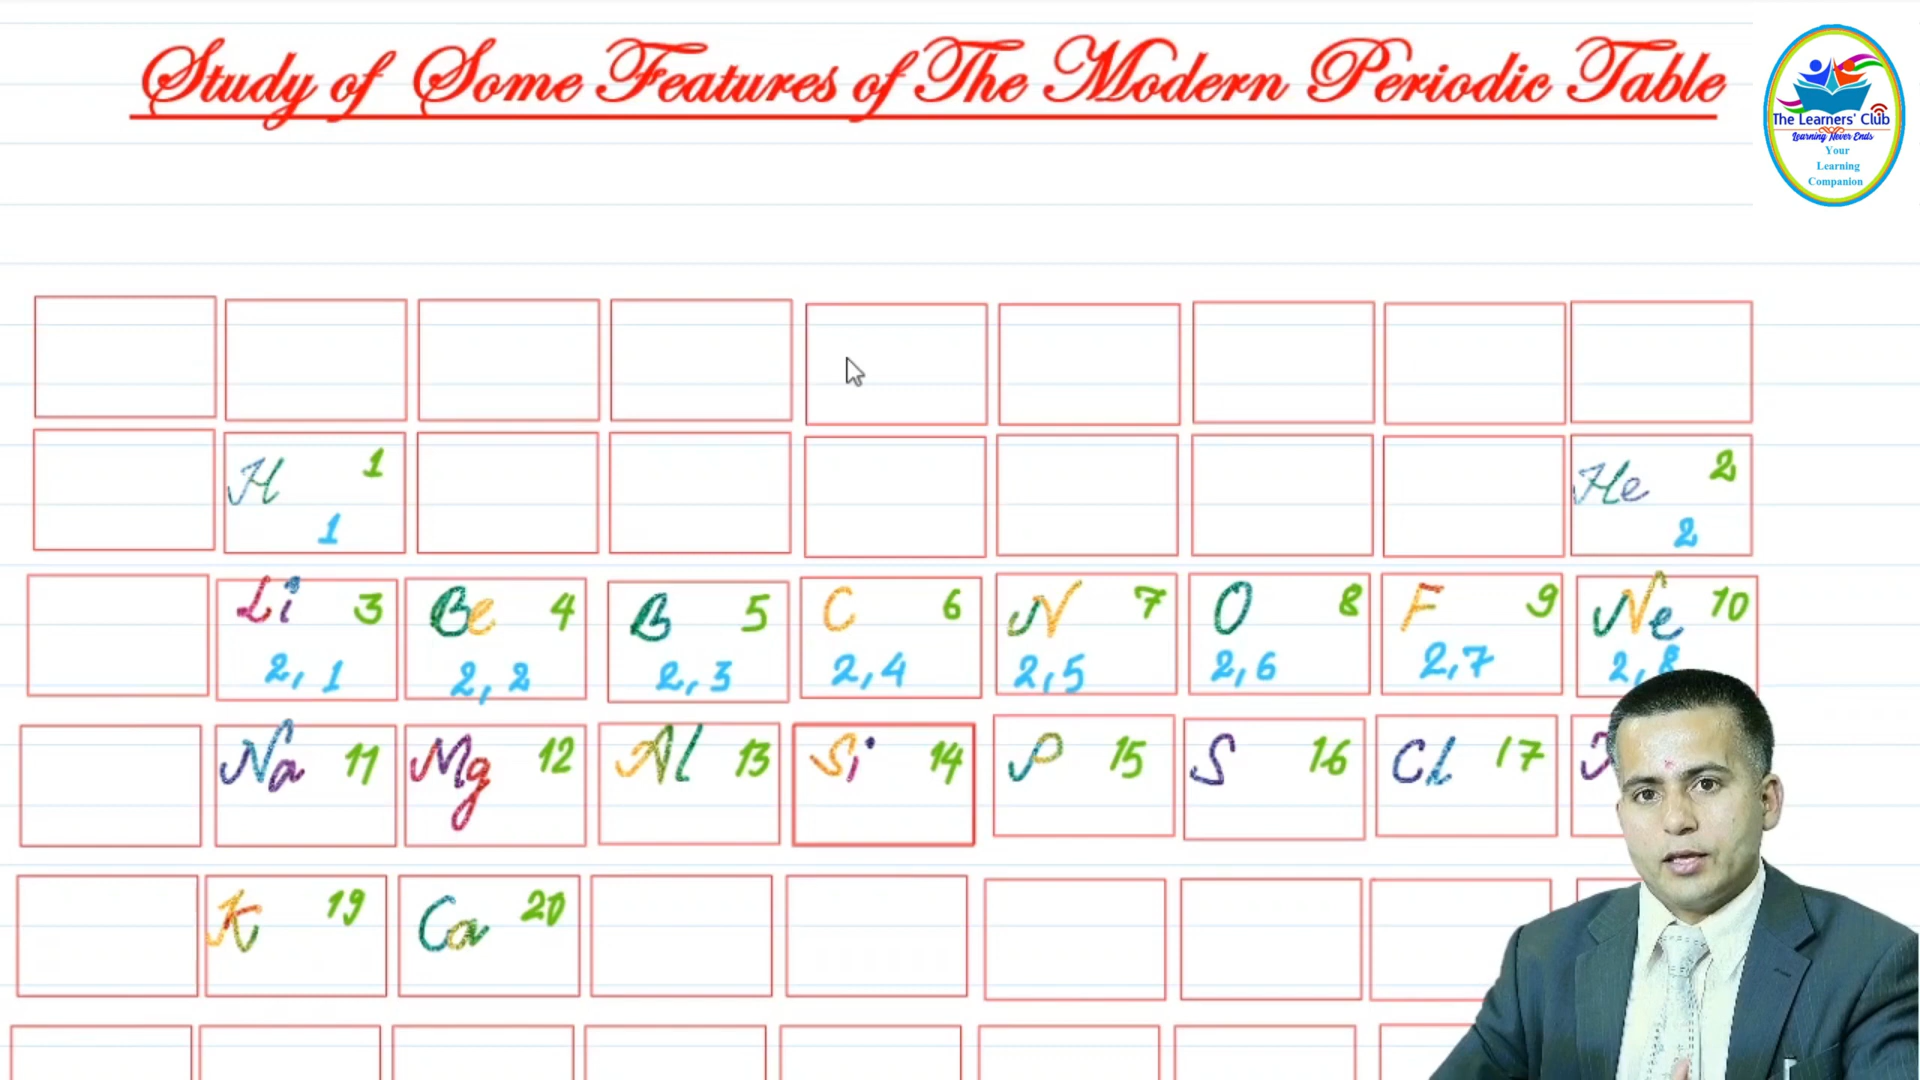 Study of Some Features of The Modern Periodic Table
The Learners' Club
Learning Never Ends
Your
Learning
Companion
H 1
1
He 2
2
Li 3
2, 1
Be 4
2, 2
B 5
2, 3
C 6
2,4
N 7
2,5
O 8
2,6
F 9
2,7
Ne 10
2,8
Na 11
Mg 12
Al 13
Si 14
P 15
S 16
Cl 17
K 19
Ca 20